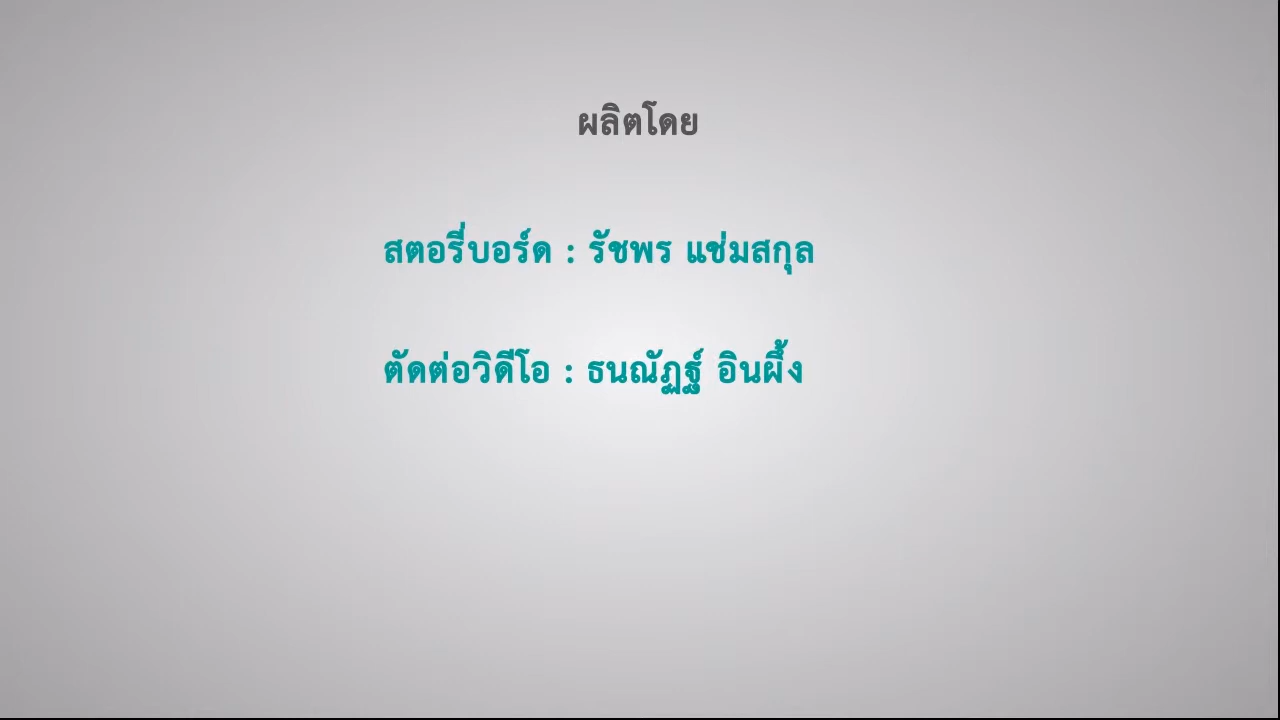 ผลิตโดย
สตอรี่บอร์ด : รัชพร แช่มสกุล
ตัดต่อวิดีโอ : ธนณัฏฐ์ อินผึ้ง